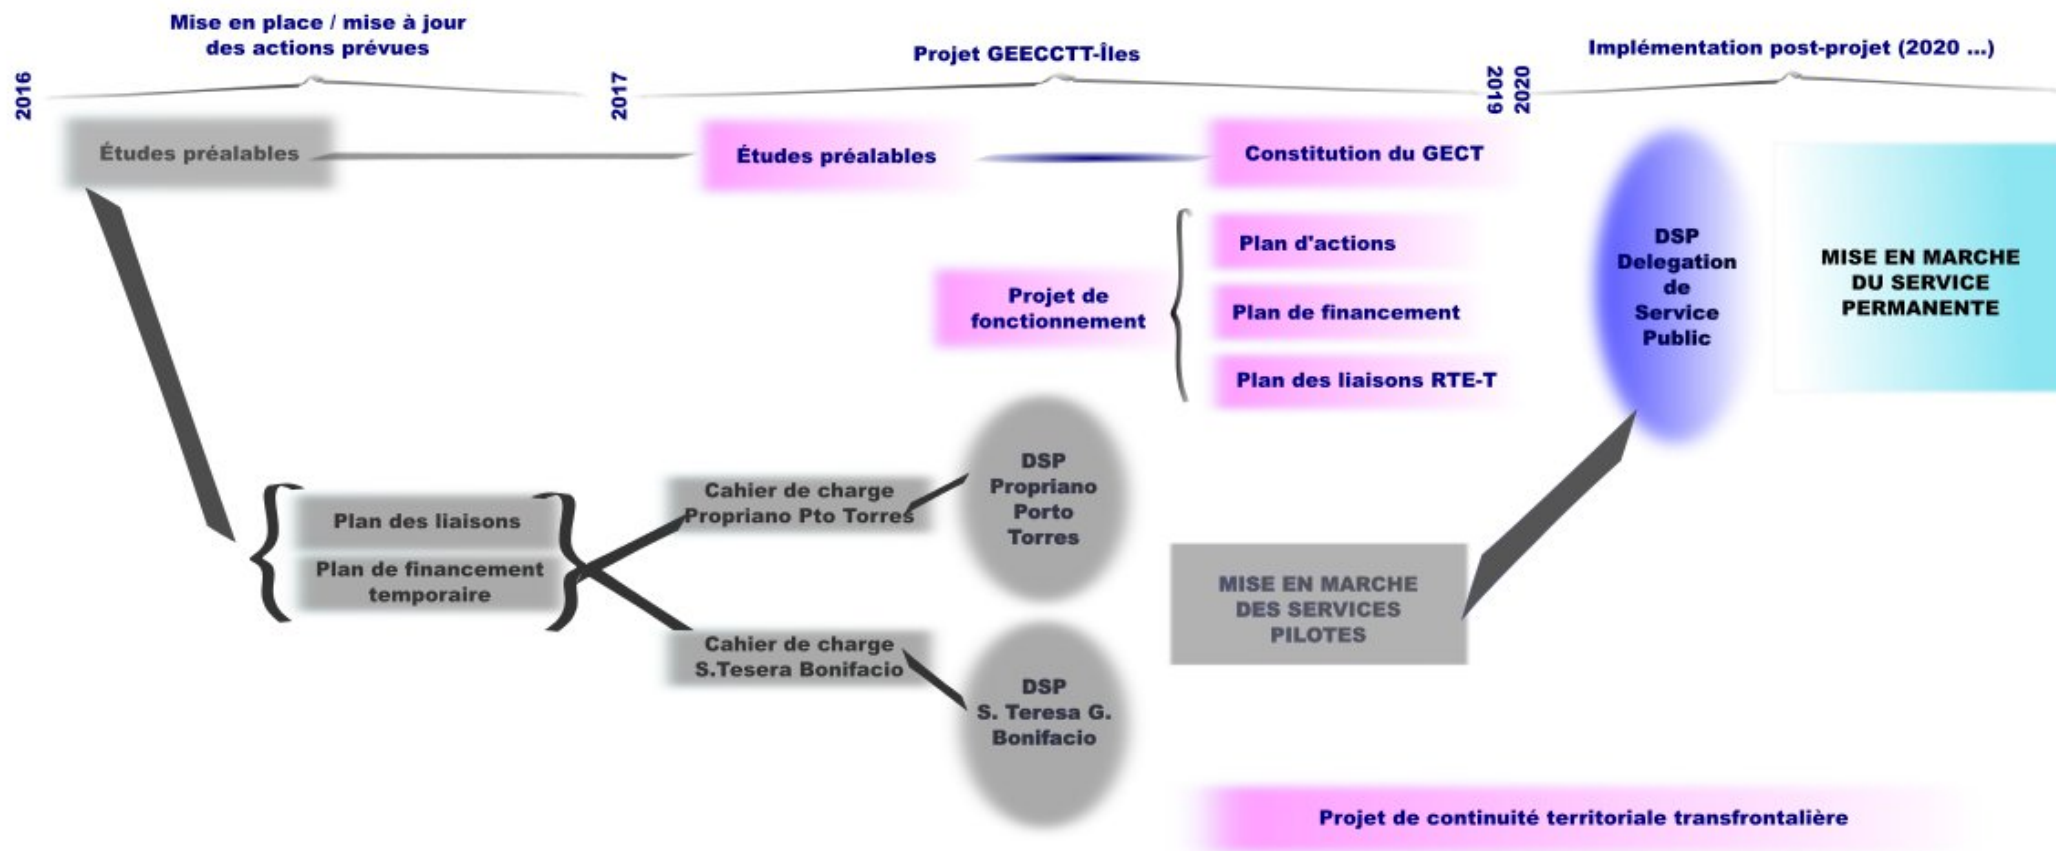 Mise en place / mise à jour
des actions prévues
Projet GEECCTT-Îles
Implémentation post-projet (2020 ...)
2016
2017
2019
2020
Études préalables
Études préalables
Constitution du GECT
Plan d'actions
Projet de
fonctionnement
Plan de financement
Plan des liaisons RTE-T
DSP
Delegation
de
Service
Public
MISE EN MARCHE
DU SERVICE
PERMANENTE
Plan des liaisons
Plan de financement
temporaire
Cahier de charge
Propriano Pto Torres
DSP
Propriano
Porto
Torres
Cahier de charge
S.Tesera Bonifacio
DSP
S. Teresa G.
Bonifacio
MISE EN MARCHE
DES SERVICES
PILOTES
Projet de continuité territoriale transfrontalière